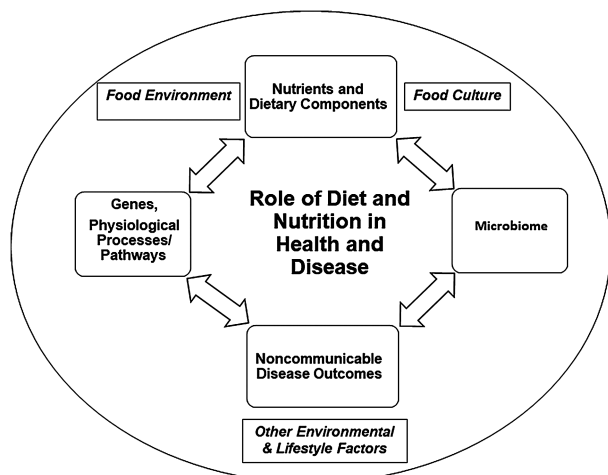 Food Environment
Nutrients and
Dietary Components
Food Culture
Genes,
Physiological
Processes/
Pathways
Role of Diet and
Nutrition in
Health and
Disease
Microbiome
Noncommunicable
Disease Outcomes
Other Environmental
& Lifestyle Factors